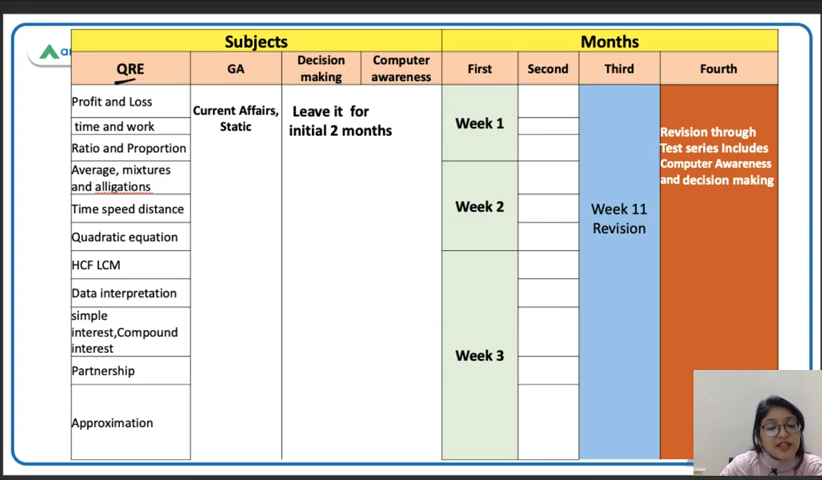 Subjects
Months
QRE
GA
Decision
making
Computer
awareness
First
Second
Third
Fourth
Profit and Loss
time and work
Ratio and Proportion
Average, mixtures
and alligations
Time speed distance
Quadratic equation
HCF LCM
Data interpretation
simple
interest,Compound
interest
Partnership
Approximation
Current Affairs,
Static
Leave it for
initial 2 months
Week 1
Week 2
Week 3
Week 11
Revision
Revision through
Test series Includes
Computer Awareness
and decision making